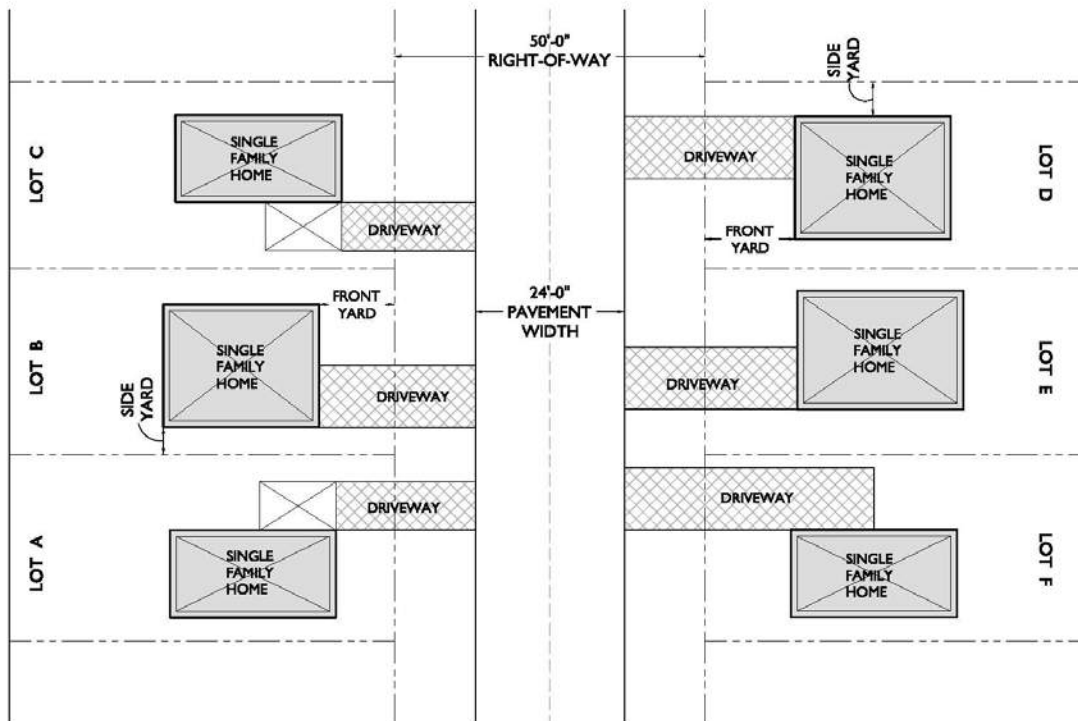 50'-0"
RIGHT-OF-WAY
SIDE
YARD
LOT C
SINGLE
FAMILY
HOME
DRIVEWAY
DRIVEWAY
SINGLE
FAMILY
HOME
LOT D
FRONT
YARD
LOT B
FRONT
YARD
SINGLE
FAMILY
HOME
DRIVEWAY
SIDE
YARD
24'-0"
PAVEMENT
WIDTH
DRIVEWAY
SINGLE
FAMILY
HOME
LOT E
LOT A
DRIVEWAY
SINGLE
FAMILY
HOME
DRIVEWAY
SINGLE
FAMILY
HOME
LOT F